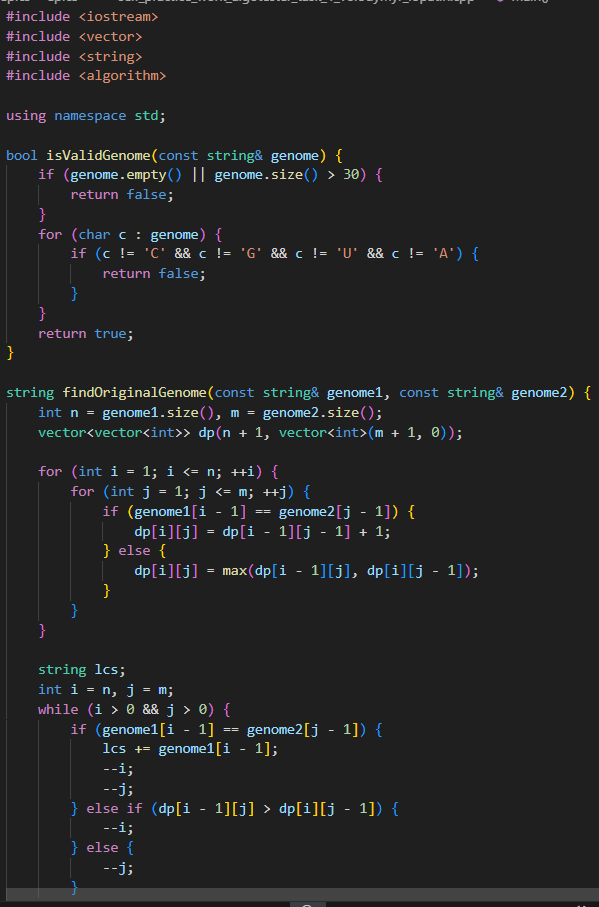 #include <iostream>
#include <vector>
#include <string>
#include <algorithm>

using namespace std;

bool isValidGenome(const string& genome) {
    if (genome.empty() || genome.size() > 30) {
        return false;
    }
    for (char c : genome) {
        if (c != 'C' && c != 'G' && c != 'U' && c != 'A') {
            return false;
        }
    }
    return true;
}

string findOriginalGenome(const string& genome1, const string& genome2) {
    int n = genome1.size(), m = genome2.size();
    vector<vector<int>> dp(n + 1, vector<int>(m + 1, 0));

    for (int i = 1; i <= n; ++i) {
        for (int j = 1; j <= m; ++j) {
            if (genome1[i - 1] == genome2[j - 1]) {
                dp[i][j] = dp[i - 1][j - 1] + 1;
            } else {
                dp[i][j] = max(dp[i - 1][j], dp[i][j - 1]);
            }
        }
    }

    string lcs;
    int i = n, j = m;
    while (i > 0 && j > 0) {
        if (genome1[i - 1] == genome2[j - 1]) {
            lcs += genome1[i - 1];
            --i;
            --j;
        } else if (dp[i - 1][j] > dp[i][j - 1]) {
            --i;
        } else {
            --j;
        }